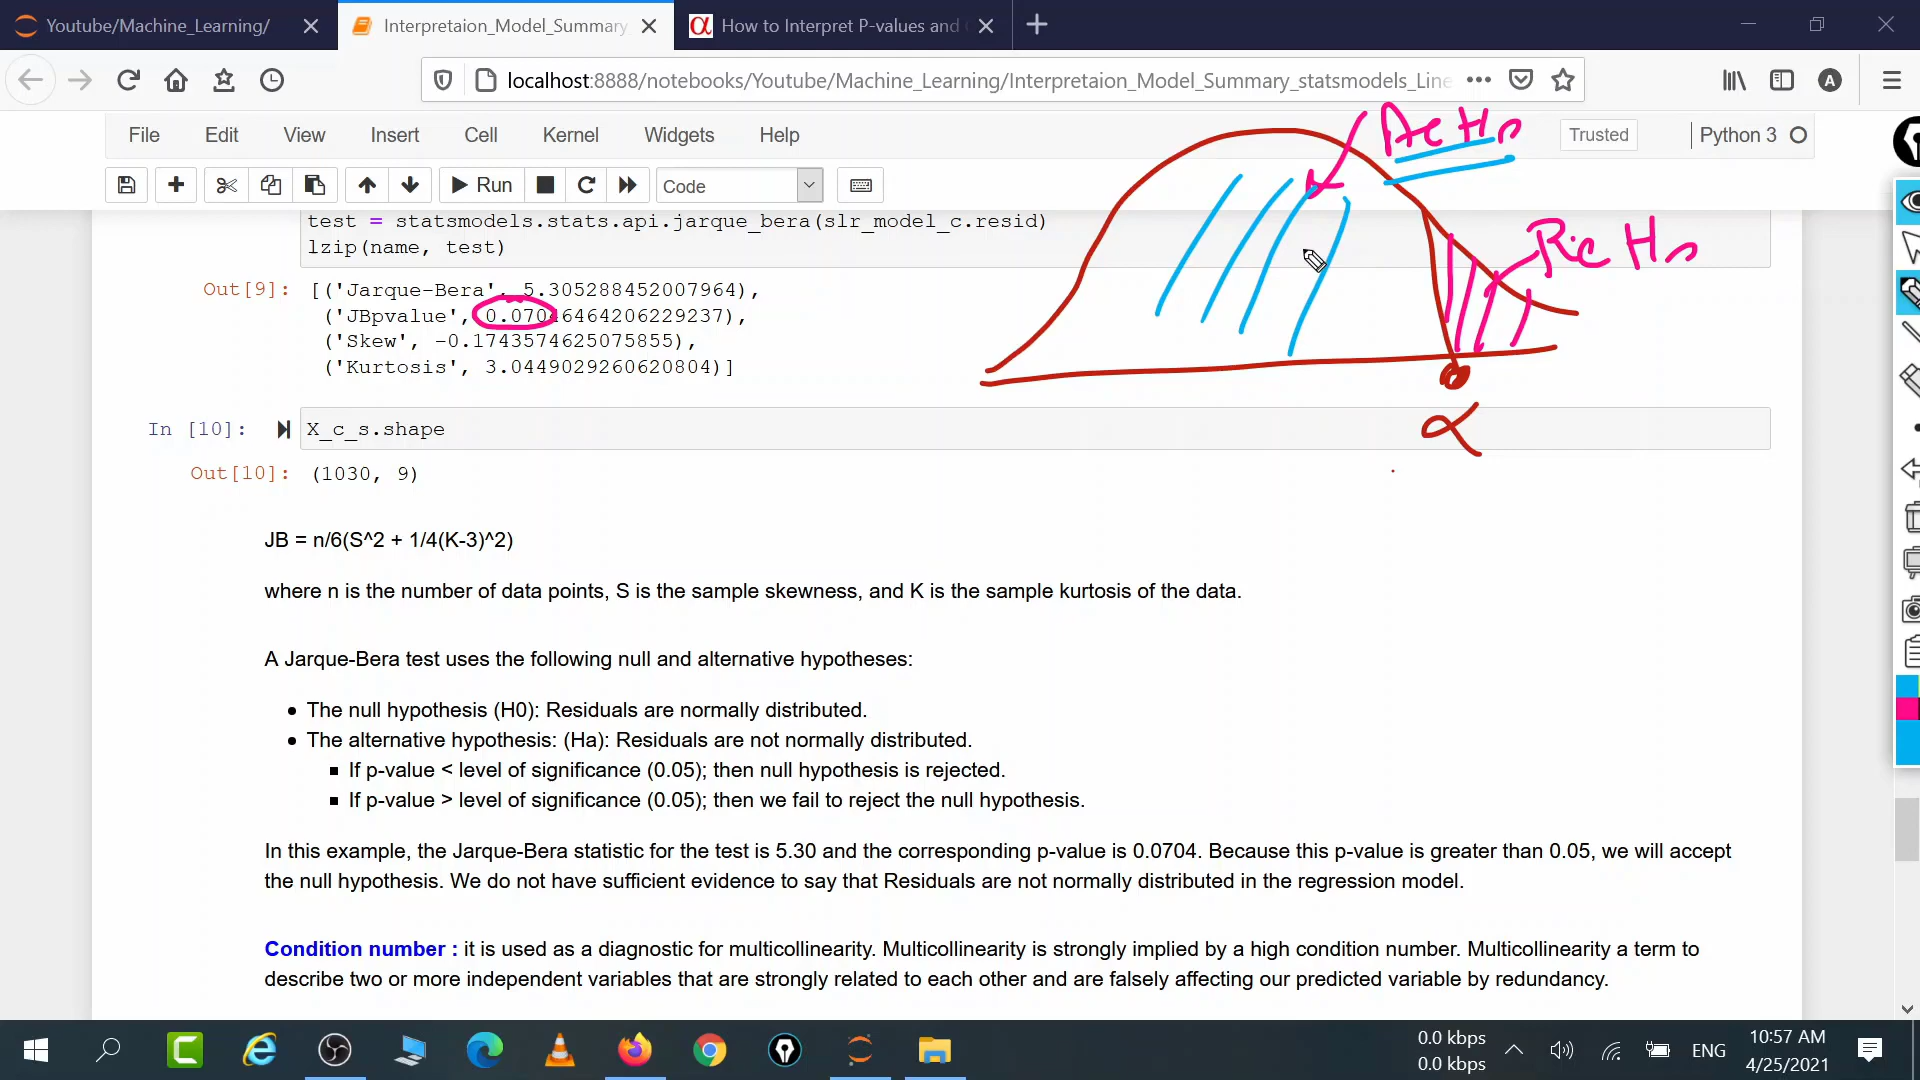 Youtube/Machine_Learning/
Interpretaion_Model_Summary
How to Interpret P-values and
localhost:8888/notebooks/Youtube/Machine_Learning/Interpretaion_Model_Summary_statsmodels_Line
File Edit View Insert Cell Kernel Widgets Help
Trusted
Python 3
Run
Code
test = statsmodels.stats.api.jarque_bera(slr_model_c.resid)
lzip(name, test)
Out[9]: [('Jarque-Bera', 5.305288452007964),
('JBpvalue', 0.07046464206229237),
('Skew', -0.1743574625075855),
('Kurtosis', 3.0449029260620804)]
α
In [10]: X_c_s.shape
Out[10]: (1030, 9)
JB = n/6(S^2 + 1/4(K-3)^2)
where n is the number of data points, S is the sample skewness, and K is the sample kurtosis of the data.
A Jarque-Bera test uses the following null and alternative hypotheses:
The null hypothesis (H0): Residuals are normally distributed.
The alternative hypothesis: (Ha): Residuals are not normally distributed.
If p-value < level of significance (0.05); then null hypothesis is rejected.
If p-value > level of significance (0.05); then we fail to reject the null hypothesis.
In this example, the Jarque-Bera statistic for the test is 5.30 and the corresponding p-value is 0.0704. Because this p-value is greater than 0.05, we will accept
the null hypothesis. We do not have sufficient evidence to say that Residuals are not normally distributed in the regression model.
Condition number : it is used as a diagnostic for multicollinearity. Multicollinearity is strongly implied by a high condition number. Multicollinearity a term to
describe two or more independent variables that are strongly related to each other and are falsely affecting our predicted variable by redundancy.
0.0 kbps
0.0 kbps
ENG
10:57 AM
4/25/2021